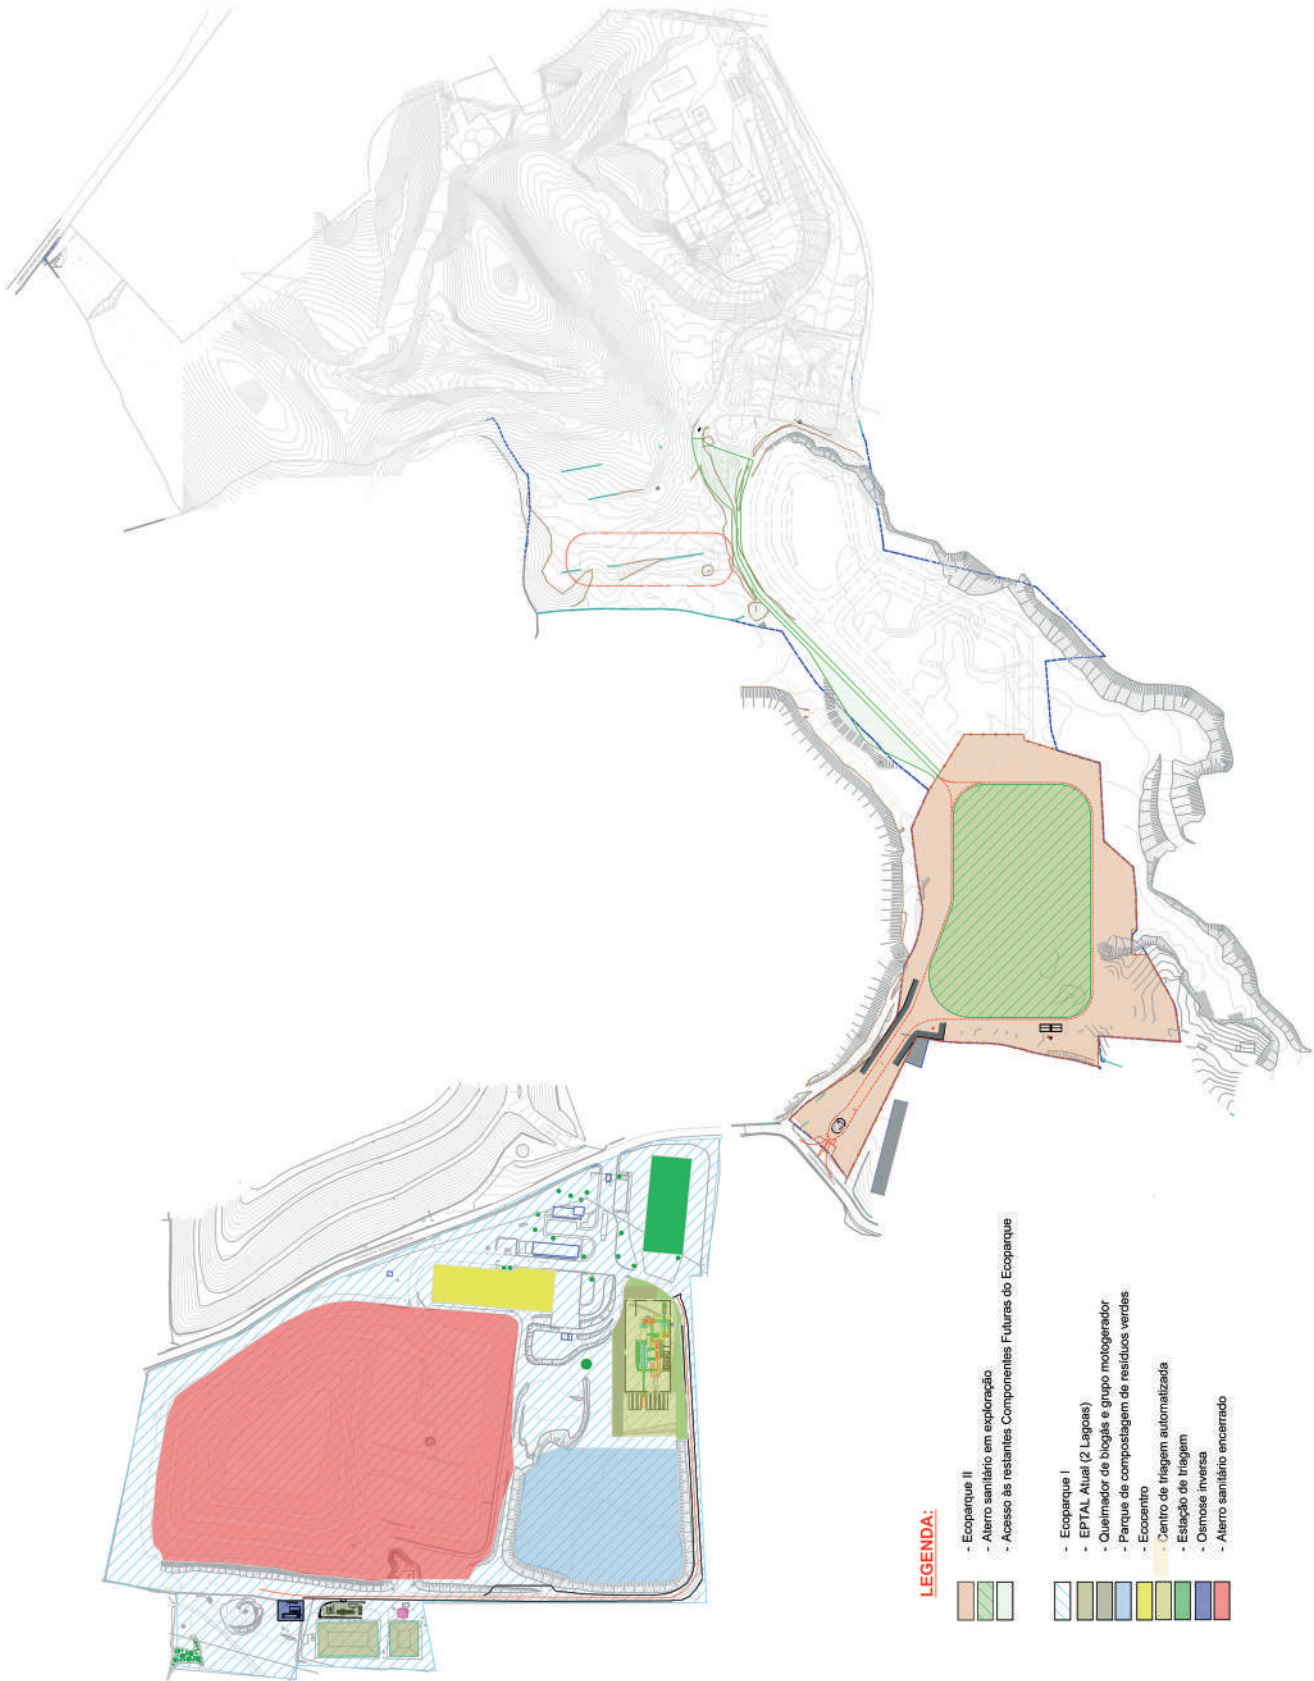 LEGENDA:
- Ecoparque II
- Aterro sanitário em exploração
- Acesso às restantes Componentes Futuras do Ecoparque
- Ecoparque I
- EPTAL Atual (2 Lagoas)
- Queimador de biogás e grupo motogerador
- Parque de compostagem de resíduos verdes
- Ecocentro
- Centro de triagem automatizada
- Estação de triagem
- Osmose inversa
- Aterro sanitário encerrado